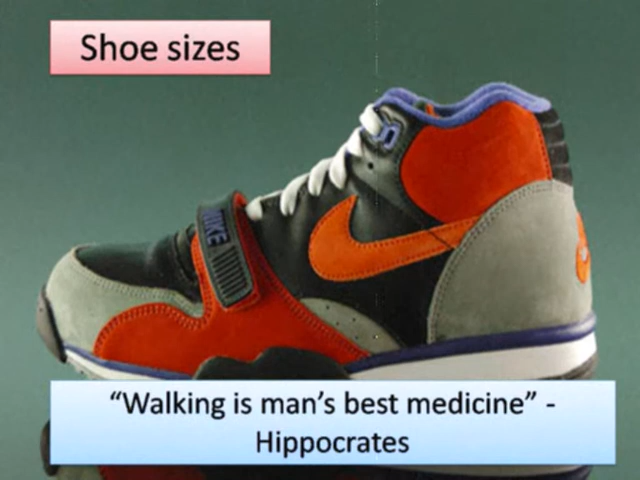 Shoe sizes
NIKE
“Walking is man’s best medicine” -
Hippocrates